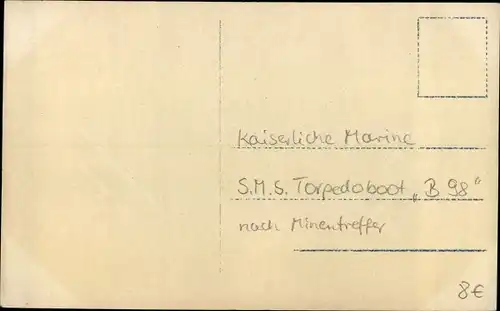 Kaiserliche Marine
S.M.S. Torpedoboot „B 98"
nach Minentreffer
8€